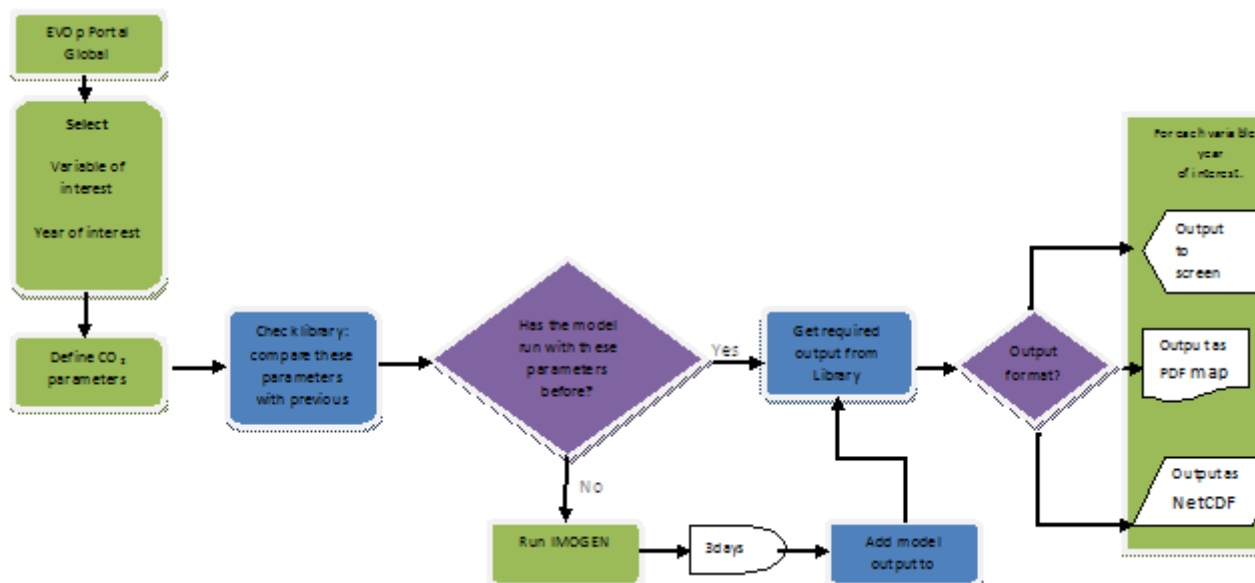 EVOp Portal
Global
Select
Variable of
interest
Year of interest
Define CO₂
parameters
Check library:
compare these
parameters
with previous
Has the model
run with these
parameters
before?
Yes
No
Run IMOGEN
3days
Add model
output to
Get required
output from
Library
Output
format?
For each variable,
year
of interest.
Output
to
screen
Output as
PDF map
Output as
NetCDF